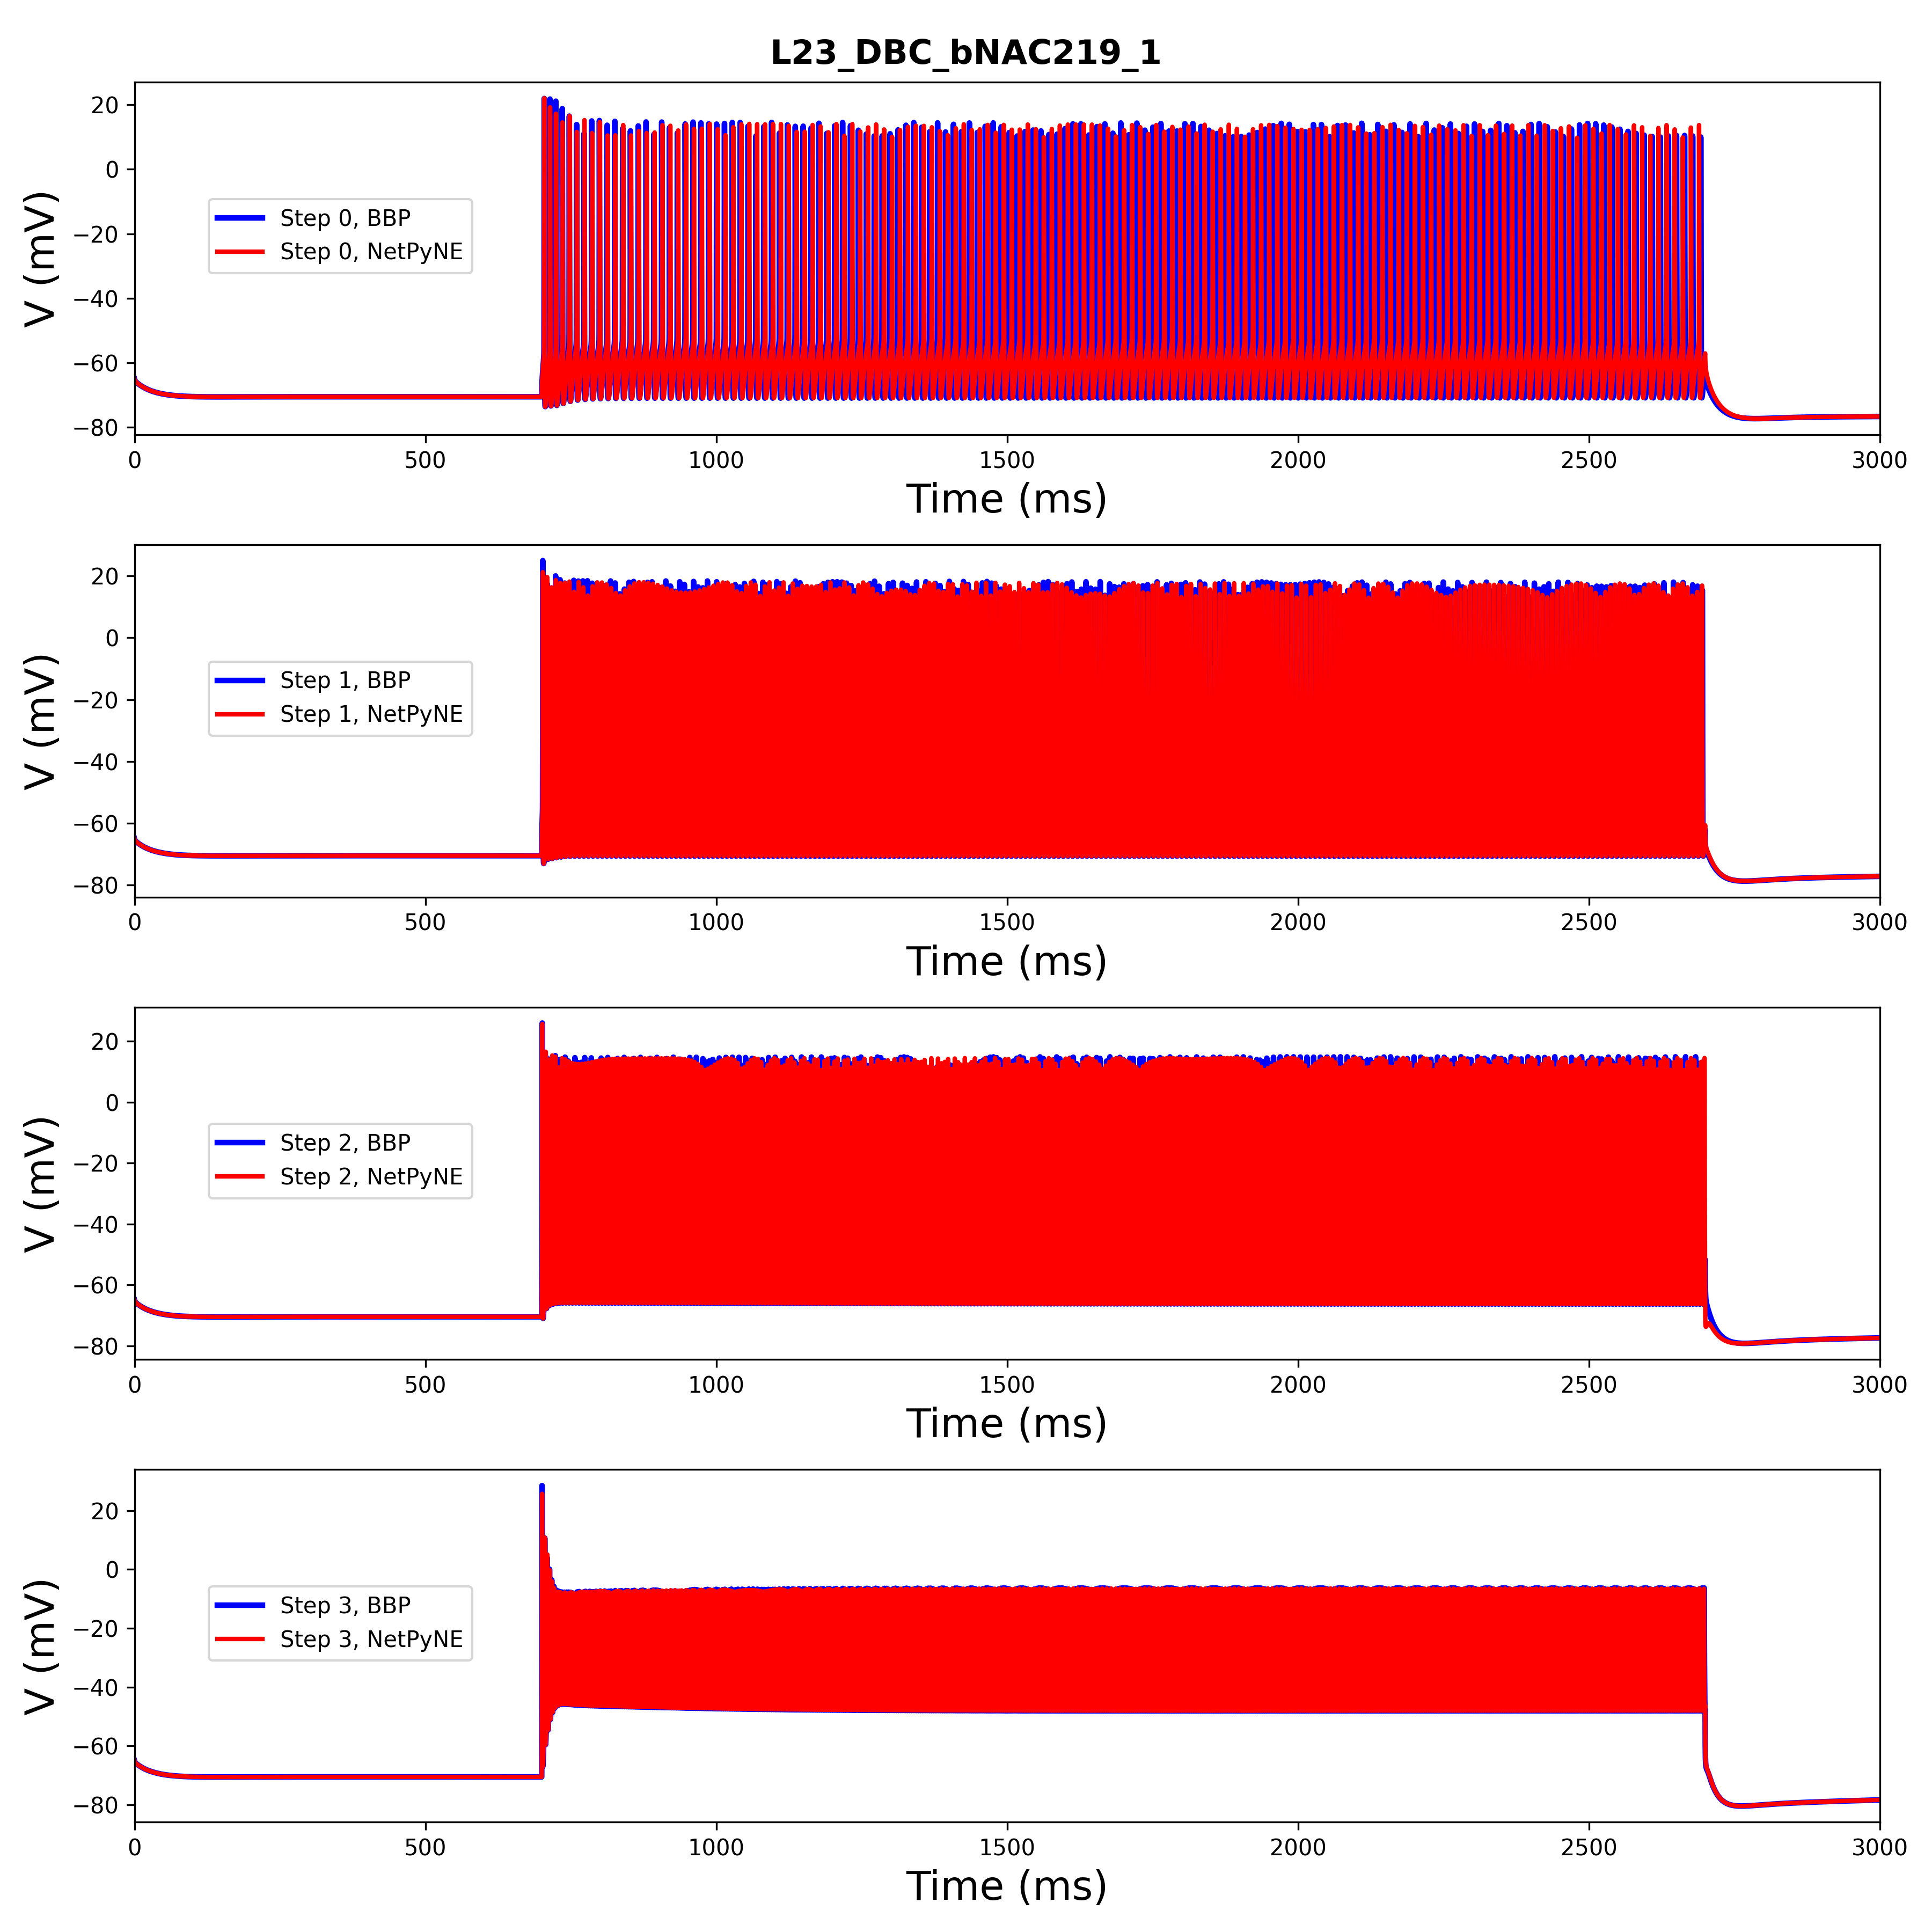 L23_DBC_bNAC219_1
20
0
−20
−40
−60
−80
V (mV)
Step 0, BBP
Step 0, NetPyNE
0 500 1000 1500 2000 2500 3000
Time (ms)
20
0
−20
−40
−60
−80
V (mV)
Step 1, BBP
Step 1, NetPyNE
0 500 1000 1500 2000 2500 3000
Time (ms)
20
0
−20
−40
−60
−80
V (mV)
Step 2, BBP
Step 2, NetPyNE
0 500 1000 1500 2000 2500 3000
Time (ms)
20
0
−20
−40
−60
−80
V (mV)
Step 3, BBP
Step 3, NetPyNE
0 500 1000 1500 2000 2500 3000
Time (ms)